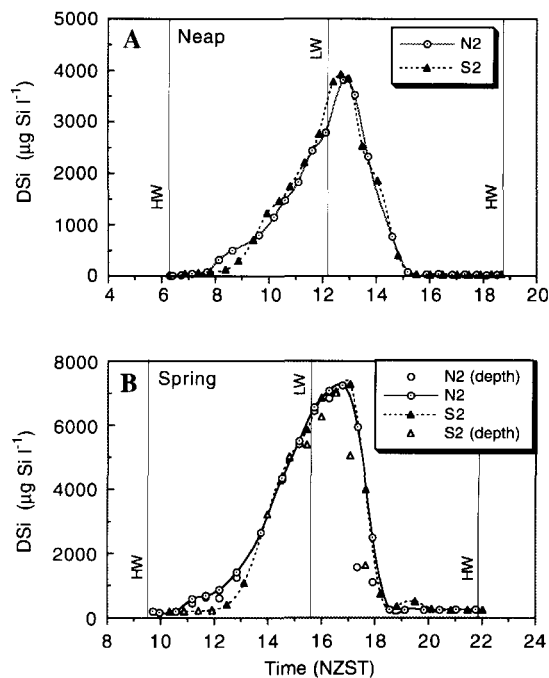 A Neap
N2
S2
HW
LW
HW
DSi (µg Si l⁻¹)
5000
4000
3000
2000
1000
0
4 6 8 10 12 14 16 18 20
B Spring
N2 (depth)
N2
S2
S2 (depth)
HW
LW
HW
DSi (µg Si l⁻¹)
8000
6000
4000
2000
0
8 10 12 14 16 18 20 22 24
Time (NZST)